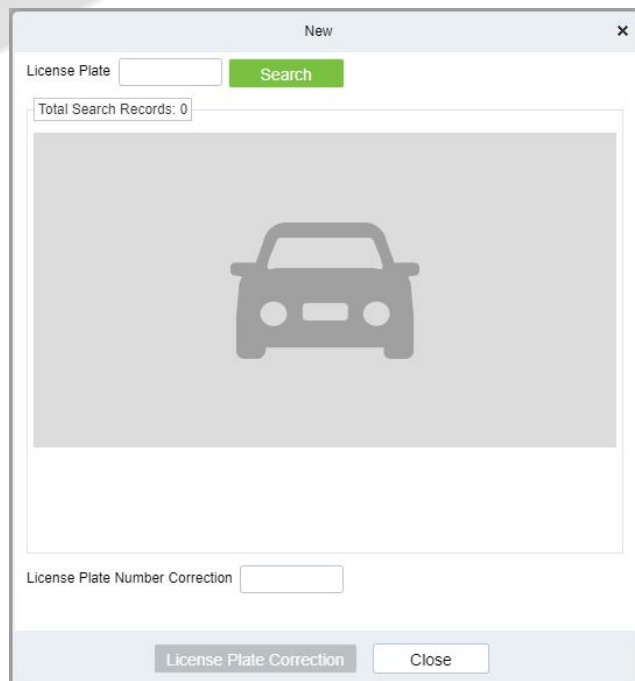 New
License Plate
Search
Total Search Records: 0
License Plate Number Correction
License Plate Correction
Close